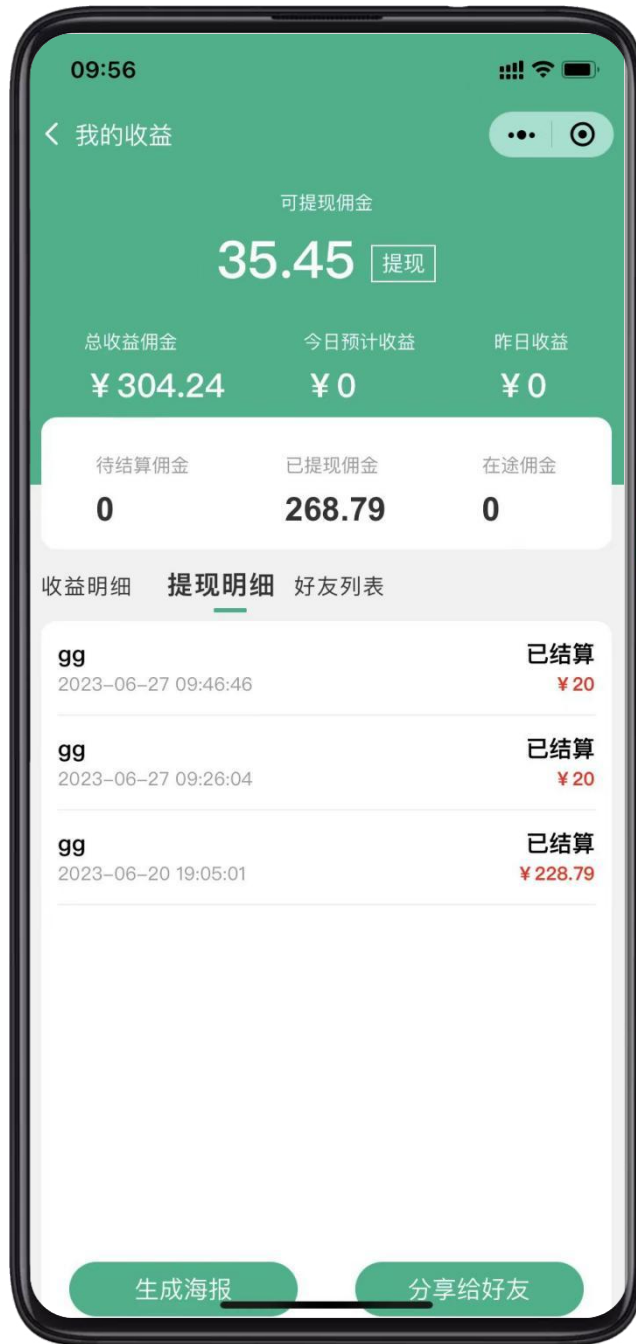 09:56
我的收益
可提现佣金
35.45 提现
总收益佣金 今日预计收益 昨日收益
¥304.24 ¥0 ¥0
待结算佣金 已提现佣金 在途佣金
0 268.79 0
收益明细 提现明细 好友列表
gg 已结算
2023-06-27 09:46:46 ¥20
gg 已结算
2023-06-27 09:26:04 ¥20
gg 已结算
2023-06-20 19:05:01 ¥228.79
生成海报 分享给好友